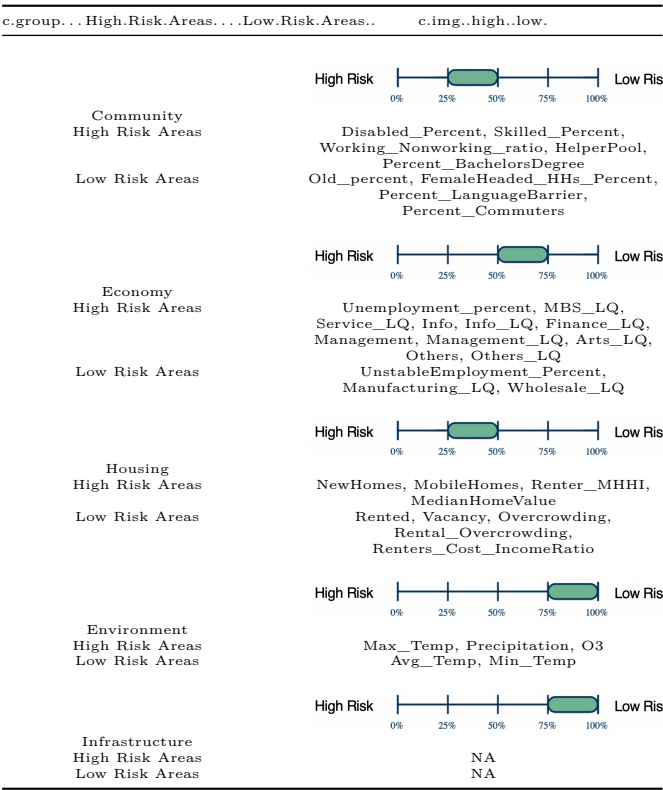 c.group...High.Risk.Areas....Low.Risk.Areas.. c.img..high..low.
High Risk Low Ris
0% 25% 50% 75% 100%
Community
High Risk Areas Disabled_Percent, Skilled_Percent,
Working_Nonworking_ratio, HelperPool,
Percent_BachelorsDegree
Low Risk Areas Old_percent, FemaleHeaded_HHs_Percent,
Percent_LanguageBarrier,
Percent_Commuters
High Risk Low Ris
0% 25% 50% 75% 100%
Economy
High Risk Areas Unemployment_percent, MBS_LQ,
Service_LQ, Info, Info_LQ, Finance_LQ,
Management, Management_LQ, Arts_LQ,
Others, Others_LQ
Low Risk Areas UnstableEmployment_Percent,
Manufacturing_LQ, Wholesale_LQ
High Risk Low Ris
0% 25% 50% 75% 100%
Housing
High Risk Areas NewHomes, MobileHomes, Renter_MHHI,
MedianHomeValue
Low Risk Areas Rented, Vacancy, Overcrowding,
Rental_Overcrowding,
Renters_Cost_IncomeRatio
High Risk Low Ris
0% 25% 50% 75% 100%
Environment
High Risk Areas Max_Temp, Precipitation, O3
Low Risk Areas Avg_Temp, Min_Temp
High Risk Low Ris
0% 25% 50% 75% 100%
Infrastructure
High Risk Areas NA
Low Risk Areas NA